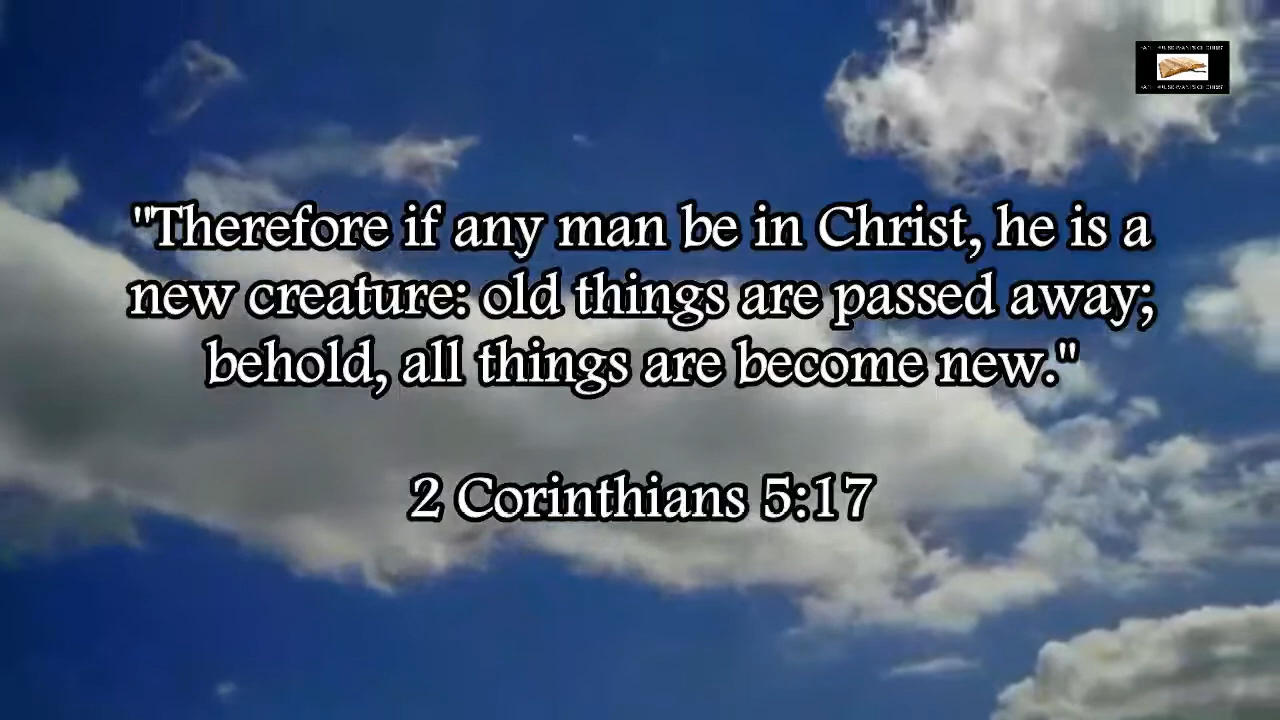 "Therefore if any man be in Christ, he is a
new creature: old things are passed away;
behold, all things are become new."
2 Corinthians 5:17